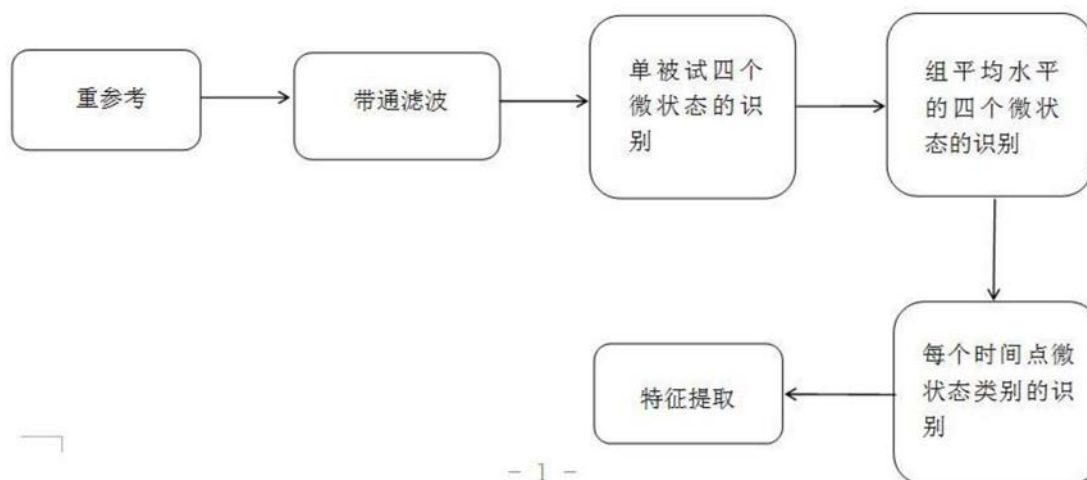 重参考
带通滤波
单被试四个
微状态的识
别
组平均水平
的四个微状
态的识别
每个时间点微
状态类别的识
别
特征提取
- 1 -